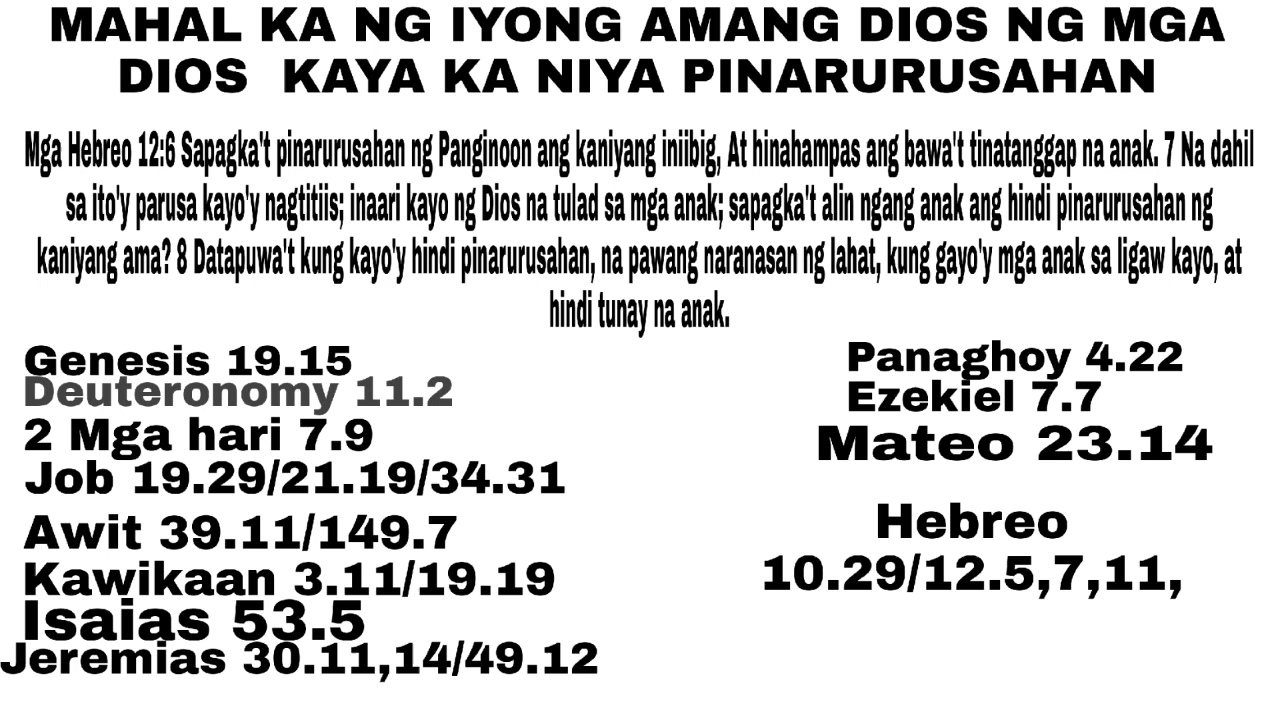 MAHAL KA NG IYONG AMANG DIOS NG MGA
DIOS KAYA KA NIYA PINARURUSAHAN
Mga Hebreo 12:6 Sapagka't pinarurusahan ng Panginoon ang kaniyang iniibig, At hinahampas ang bawa't tinatanggap na anak. 7 Na dahil
sa ito'y parusa kayo'y nagtitiis; inaari kayo ng Dios na tulad sa mga anak; sapagka't alin ngang anak ang hindi pinarurusahan ng
kaniyang ama? 8 Datapuwa't kung kayo'y hindi pinarurusahan, na pawang naranasan ng lahat, kung gayo'y mga anak sa ligaw kayo, at
hindi tunay na anak.
Genesis 19.15
Deuteronomy 11.2
2 Mga hari 7.9
Job 19.29/21.19/34.31
Awit 39.11/149.7
Kawikaan 3.11/19.19
Isaias 53.5
Jeremias 30.11,14/49.12
Panaghoy 4.22
Ezekiel 7.7
Mateo 23.14
Hebreo
10.29/12.5,7,11,